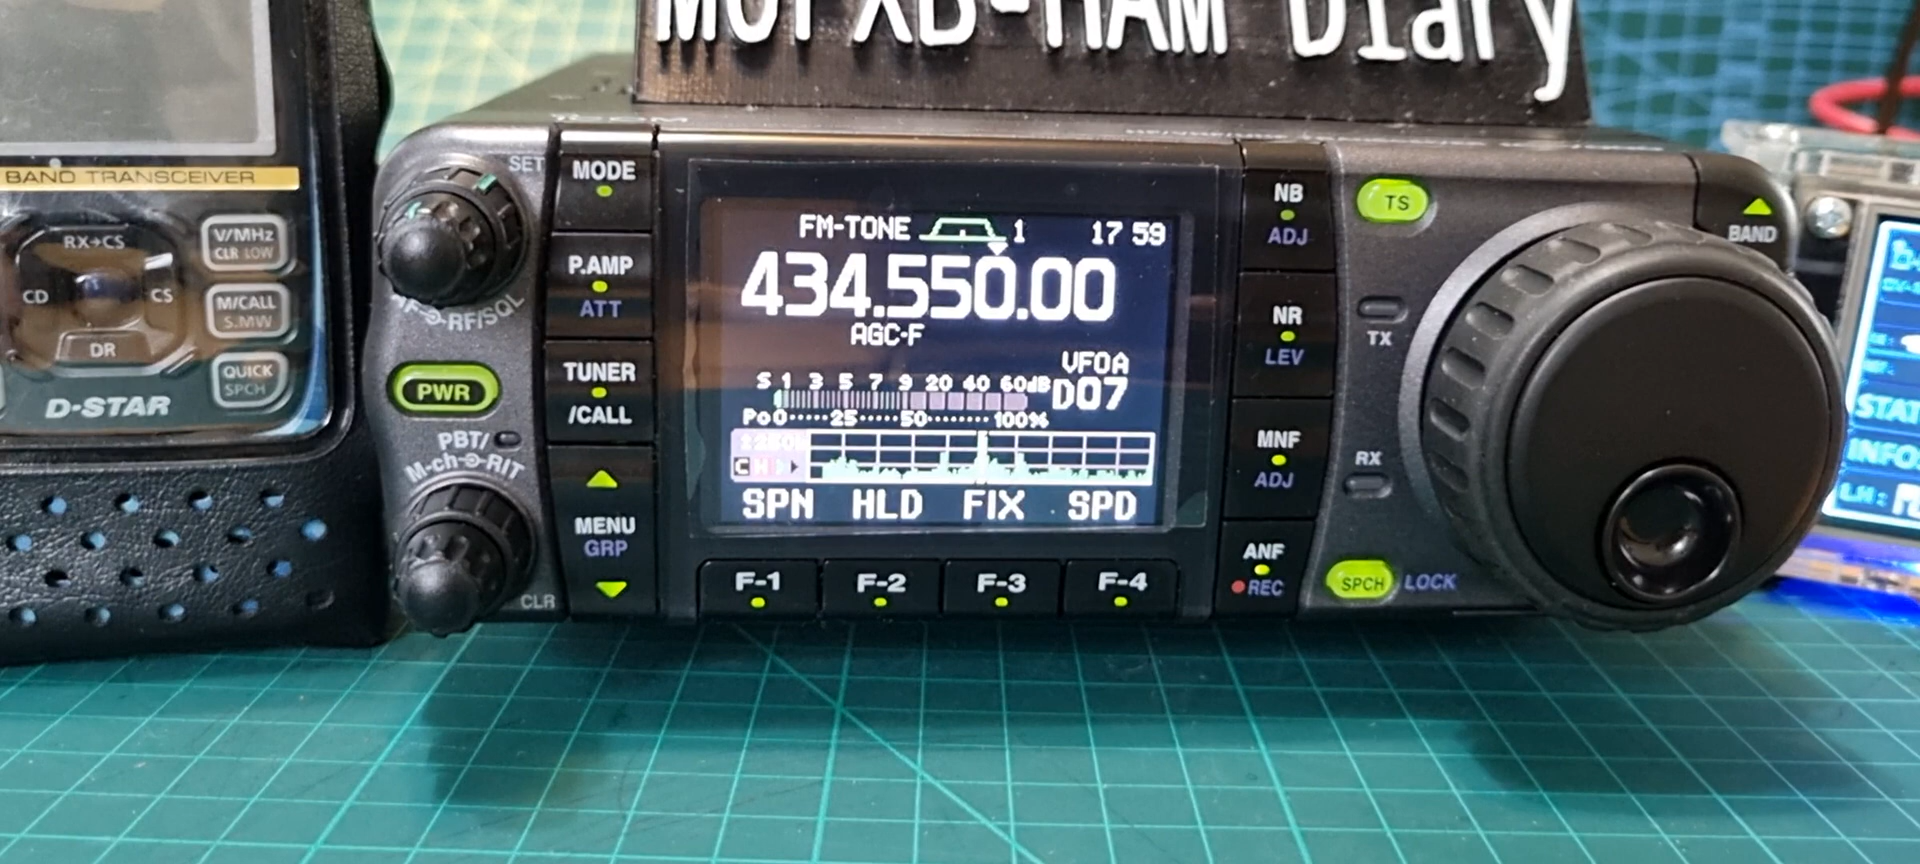 HAM Diary
BAND TRANSCEIVER
RX→CS
CD
CS
DR
D-STAR
V/MHz
CLR LOW
M/CALL
S.MW
QUICK
SPCH
SET
AF RF/SQL
PWR
PBT/
M-ch RIT
CLR
MODE
P.AMP
ATT
TUNER
/CALL
MENU
GRP
FM-TONE 1 17 59
434.550.00
AGC-F
VFOA
S 1 3 5 7 9 20 40 60dB
D07
Po0 25 50 100%
SPN HLD FIX SPD
F-1 F-2 F-3 F-4
NB
ADJ
NR
LEV
MNF
ADJ
ANF
REC
TS
TX
RX
SPCH LOCK
BAND
STAT
INFO